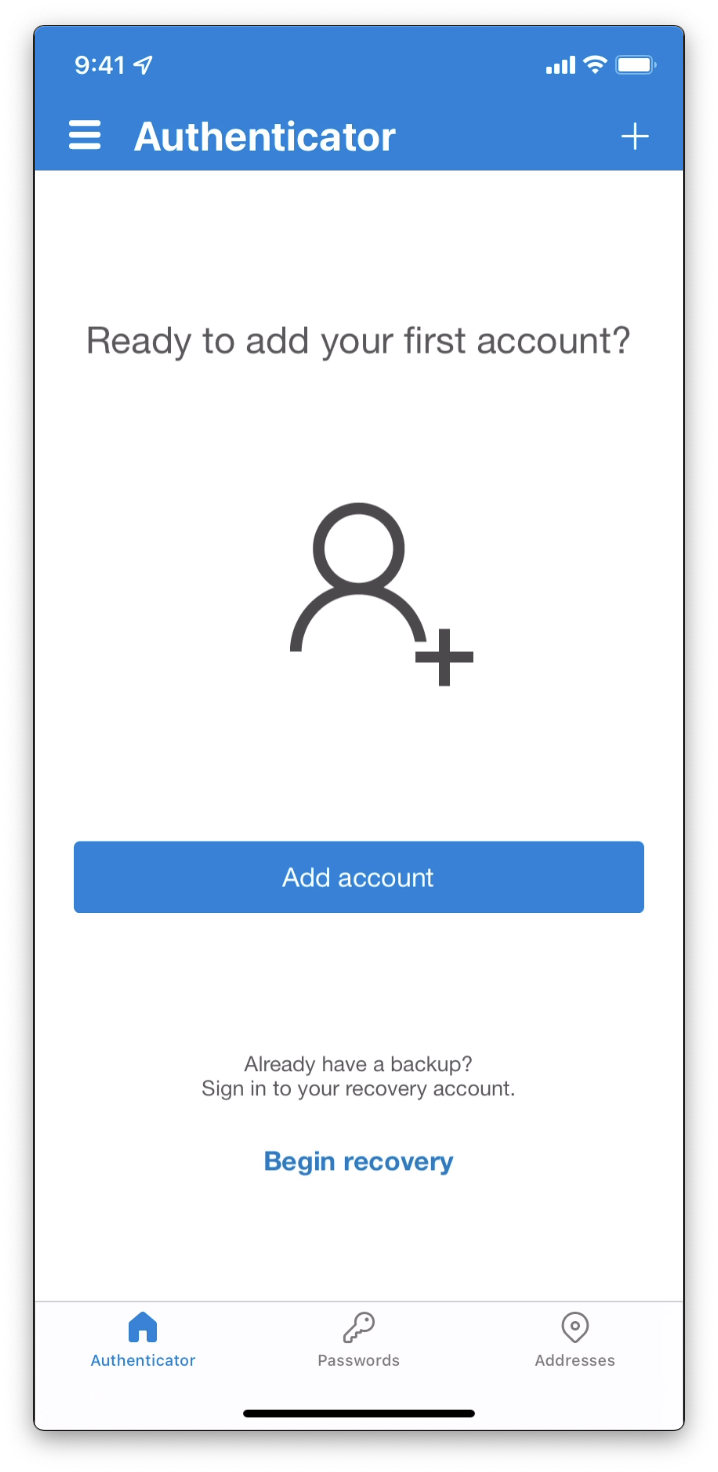 9:41
Authenticator
Ready to add your first account?
Add account
Already have a backup?
Sign in to your recovery account.
Begin recovery
Authenticator
Passwords
Addresses